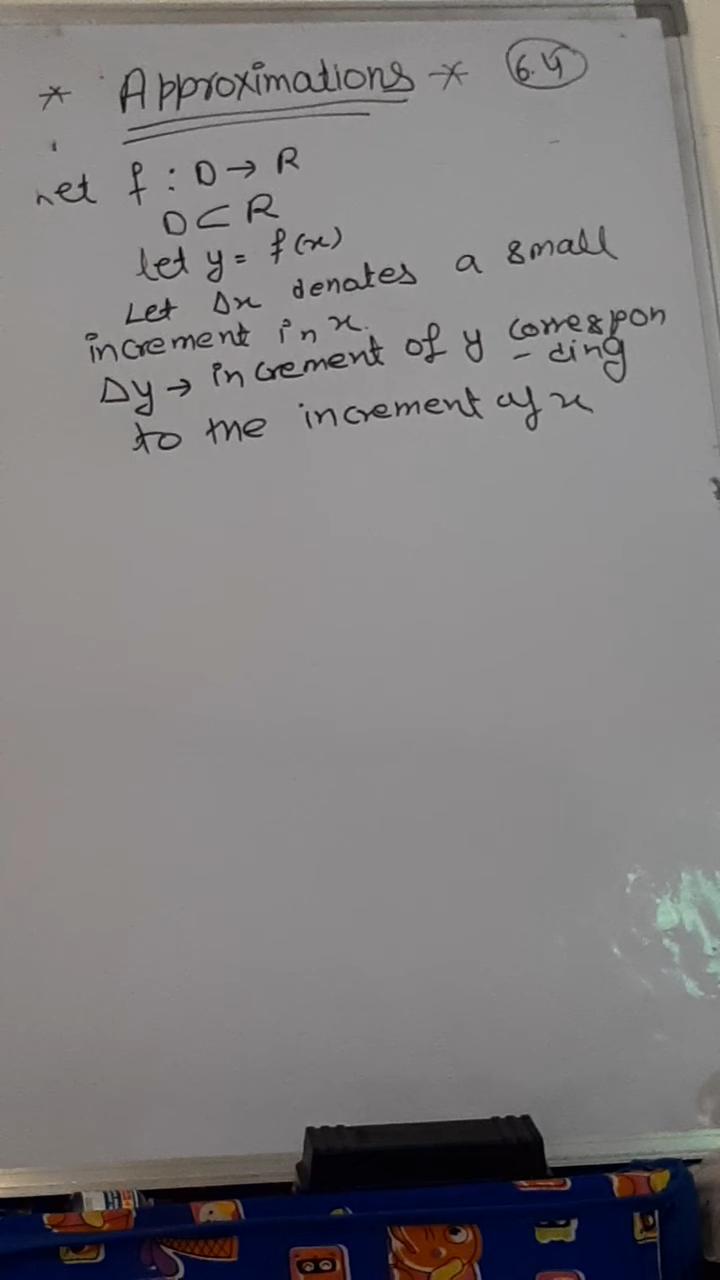 * Approximations * 6.4
Let f : D → R
D ⊂ R
let y = f(x)
Let Δx denates a small
increment in x.
Δy → increment of y correspon
- ding
to the increment of x